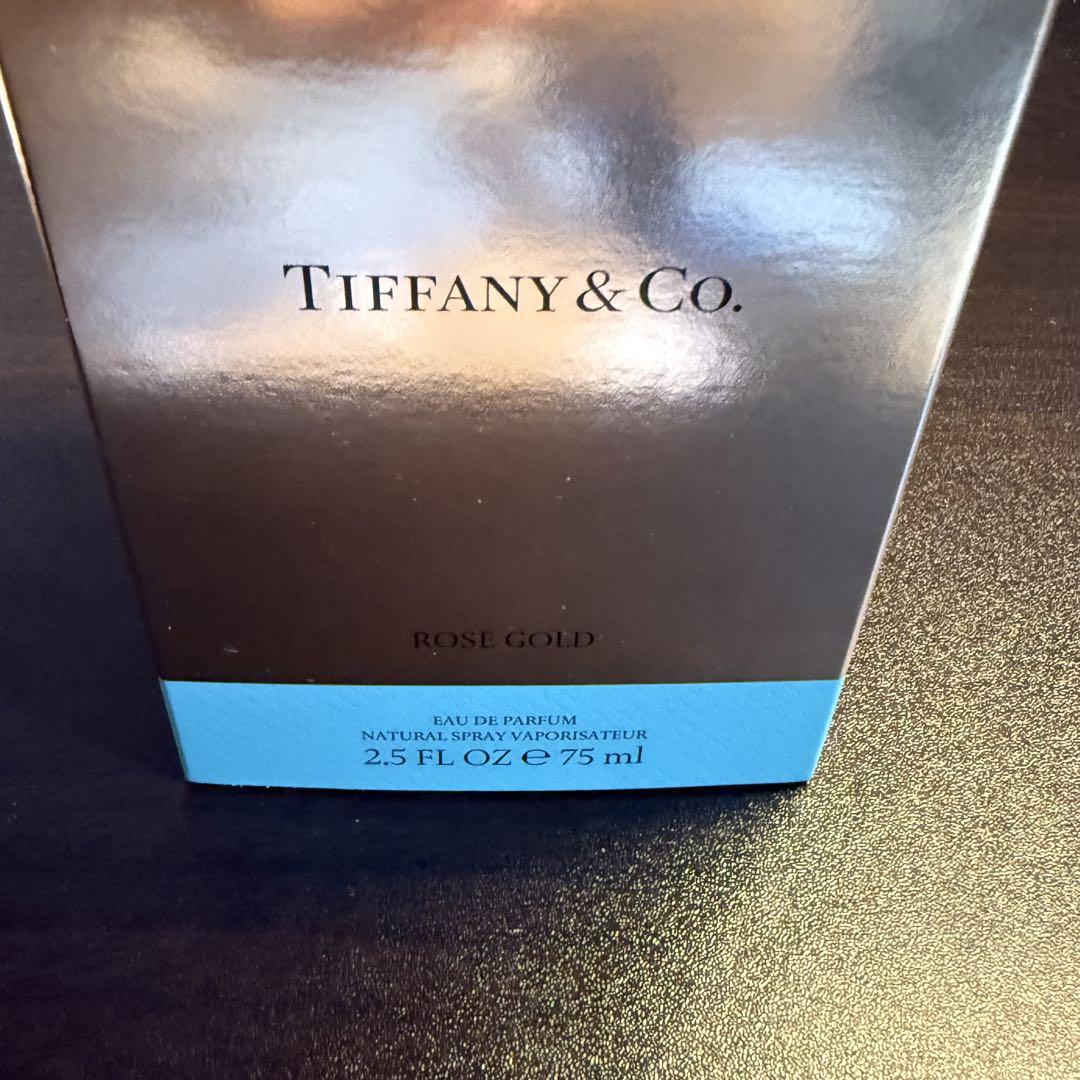 TIFFANY & CO.
ROSE GOLD
EAU DE PARFUM
NATURAL SPRAY VAPORISATEUR
2.5 FL OZ ℮ 75 ml